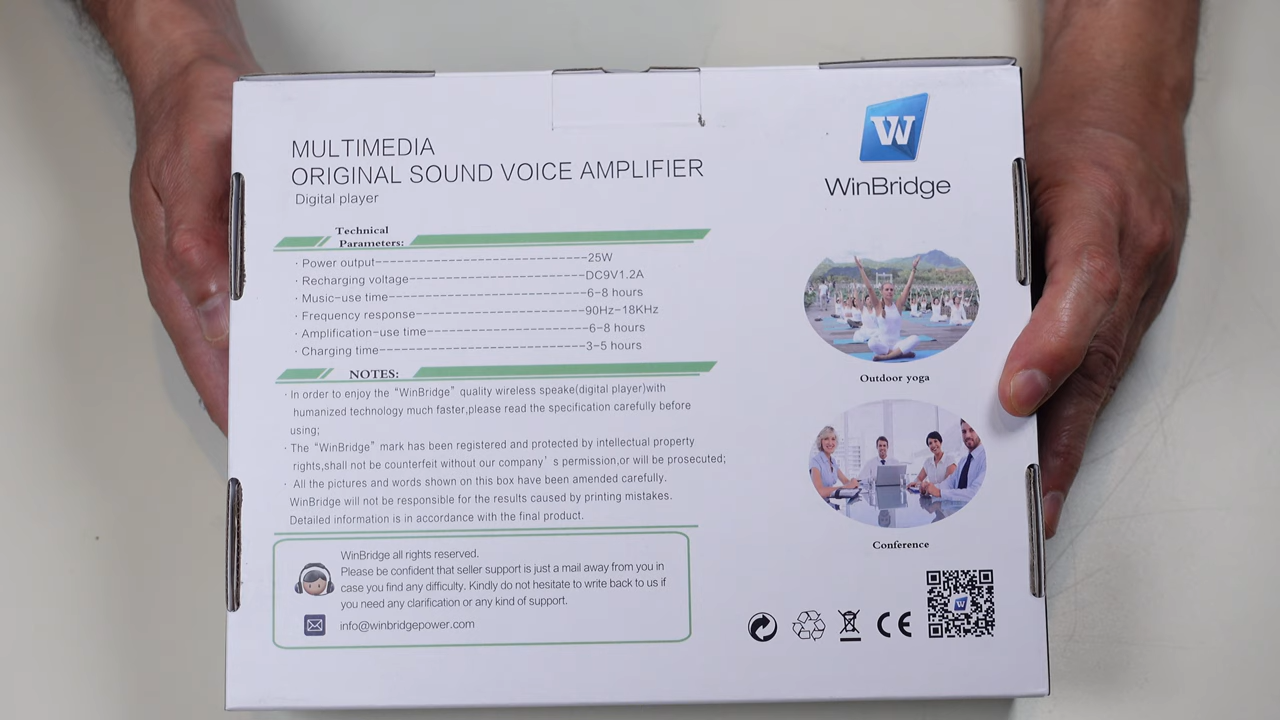 MULTIMEDIA
ORIGINAL SOUND VOICE AMPLIFIER
Digital player
W
WinBridge
Technical
Parameters:
· Power output------------------------------25W
· Recharging voltage-------------------------DC9V1.2A
· Music-use time----------------------------6-8 hours
· Frequency response------------------------90Hz-18KHz
· Amplification-use time-----------------------6-8 hours
· Charging time-----------------------------3-5 hours
NOTES:
· In order to enjoy the “WinBridge” quality wireless speake(digital player)with
humanized technology much faster,please read the specification carefully before
using;
· The “WinBridge” mark has been registered and protected by intellectual property
rights,shall not be counterfeit without our company’s permission,or will be prosecuted;
· All the pictures and words shown on this box have been amended carefully.
WinBridge will not be responsible for the results caused by printing mistakes.
Detailed information is in accordance with the final product.
WinBridge all rights reserved.
Please be confident that seller support is just a mail away from you in
case you find any difficulty. Kindly do not hesitate to write back to us if
you need any clarification or any kind of support.
info@winbridgepower.com
Outdoor yoga
Conference
CE
W